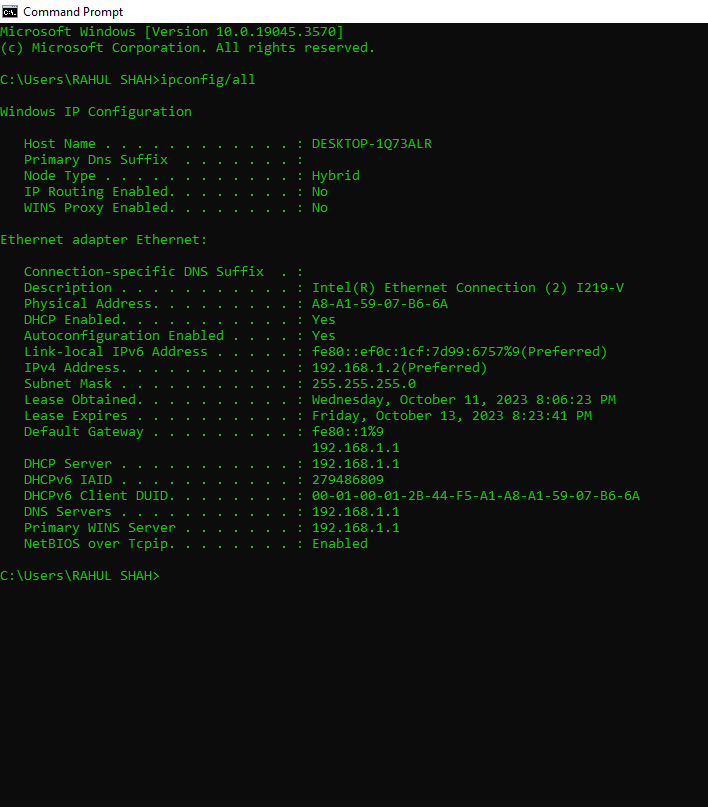 Command Prompt
Microsoft Windows [Version 10.0.19045.3570]
(c) Microsoft Corporation. All rights reserved.
C:\Users\RAHUL SHAH>ipconfig/all
Windows IP Configuration
Host Name . . . . . . . . . . . . : DESKTOP-1Q73ALR
Primary Dns Suffix  . . . . . . . :
Node Type . . . . . . . . . . . . : Hybrid
IP Routing Enabled. . . . . . . . : No
WINS Proxy Enabled. . . . . . . . : No
Ethernet adapter Ethernet:
Connection-specific DNS Suffix  . :
Description . . . . . . . . . . . : Intel(R) Ethernet Connection (2) I219-V
Physical Address. . . . . . . . . : A8-A1-59-07-B6-6A
DHCP Enabled. . . . . . . . . . . : Yes
Autoconfiguration Enabled . . . . : Yes
Link-local IPv6 Address . . . . . : fe80::ef0c:1cf:7d99:6757%9(Preferred)
IPv4 Address. . . . . . . . . . . : 192.168.1.2(Preferred)
Subnet Mask . . . . . . . . . . . : 255.255.255.0
Lease Obtained. . . . . . . . . . : Wednesday, October 11, 2023 8:06:23 PM
Lease Expires . . . . . . . . . . : Friday, October 13, 2023 8:23:41 PM
Default Gateway . . . . . . . . . : fe80::1%9
192.168.1.1
DHCP Server . . . . . . . . . . . : 192.168.1.1
DHCPv6 IAID . . . . . . . . . . . : 279486809
DHCPv6 Client DUID. . . . . . . . : 00-01-00-01-2B-44-F5-A1-A8-A1-59-07-B6-6A
DNS Servers . . . . . . . . . . . : 192.168.1.1
Primary WINS Server . . . . . . . : 192.168.1.1
NetBIOS over Tcpip. . . . . . . . : Enabled
C:\Users\RAHUL SHAH>